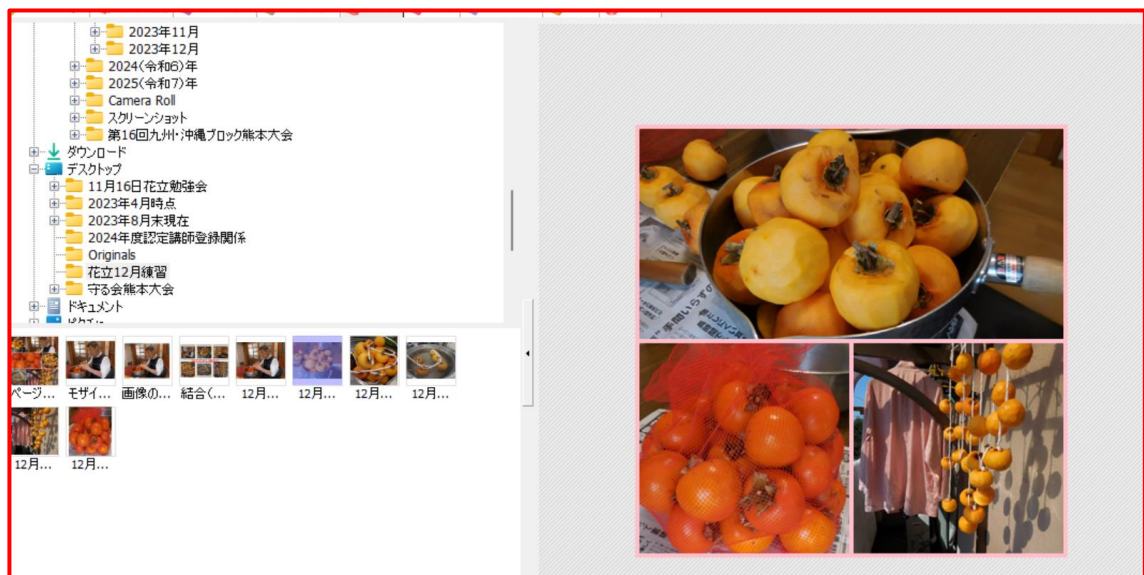 2023年11月
2023年12月
2024(令和6)年
2025(令和7)年
Camera Roll
スクリーンショット
第16回九州・沖縄ブロック熊本大会
ダウンロード
デスクトップ
11月16日花立勉強会
2023年4月時点
2023年8月末現在
2024年度認定講師登録関係
Originals
花立12月練習
守る会熊本大会
ドキュメント
ページ... モザイ... 画像の... 結合(... 12月... 12月... 12月... 12月...
12月... 12月...
手間いらずの